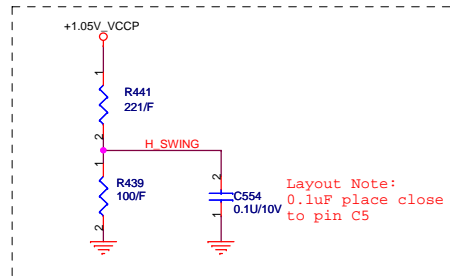 +1.05V_VCCP
1
R441
221/F
2
H_SWING
1
R439
100/F
2
2
C554
0.1U/10V
1
Layout Note:
0.1uF place close
to pin C5